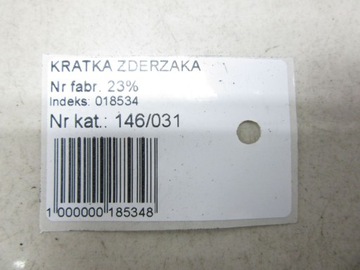 KRATKA ZDERZAKA
Nr fabr. 23%
Indeks: 018534
Nr kat.: 146/031
1 000000 185348